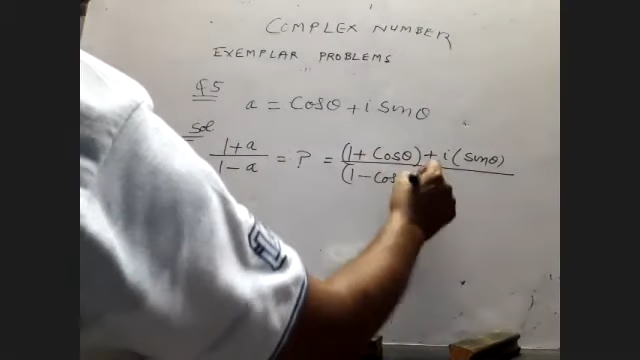 COMPLEX NUMBER
EXEMPLAR PROBLEMS
Q5 a = Cosθ + i Sinθ
Sol
1+a / 1-a = ? = (1 + Cosθ) + i (Sinθ) / (1 - Cos